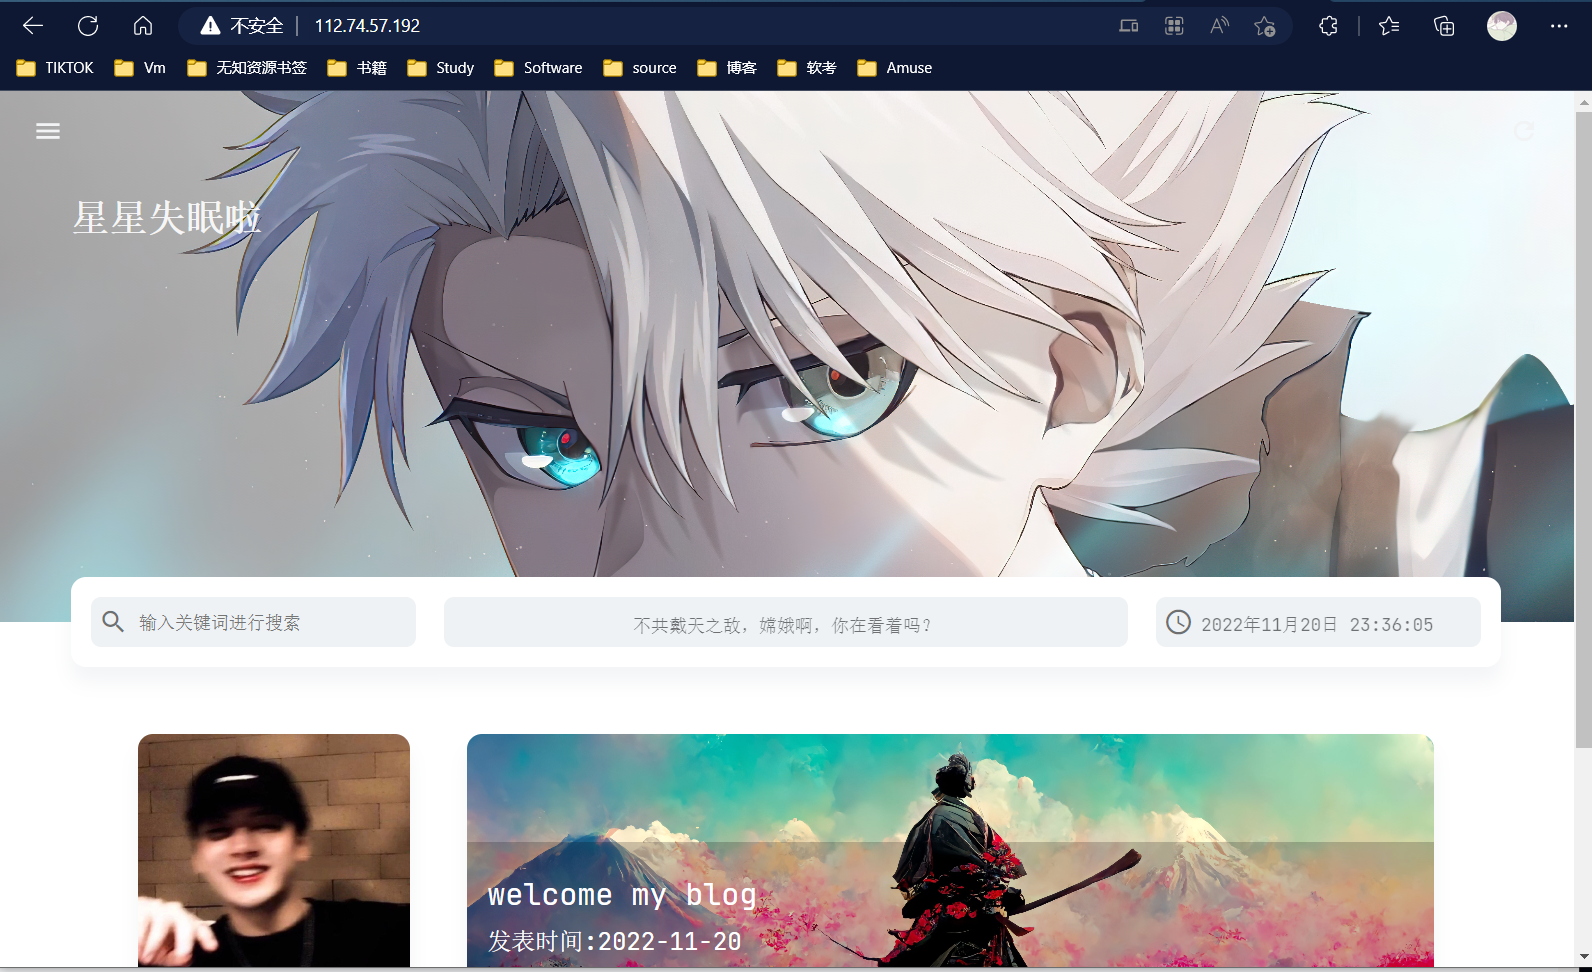 不安全 | 112.74.57.192
TIKTOK Vm 无知资源书签 书籍 Study Software source 博客 软考 Amuse
星星失眠啦
输入关键词进行搜索
不共戴天之敌，嫦娥啊，你在看着吗？
2022年11月20日 23:36:05
welcome my blog
发表时间:2022-11-20